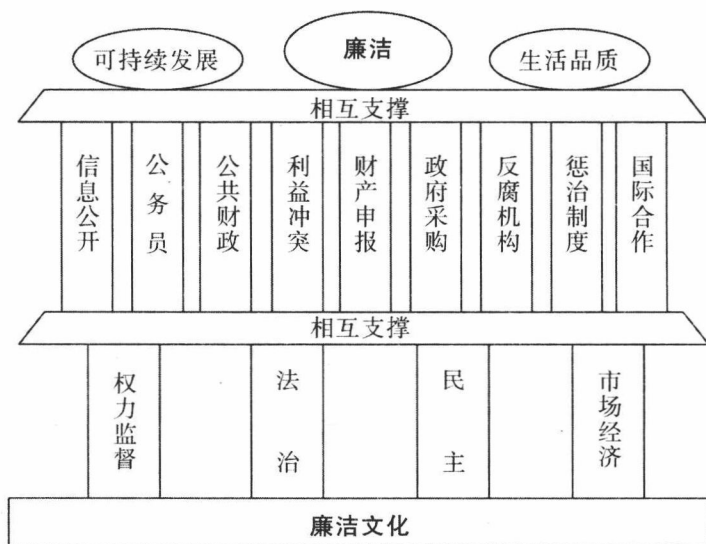 可持续发展
廉洁
生活品质
相互支撑
信息公开
公务员
公共财政
利益冲突
财产申报
政府采购
反腐机构
惩治制度
国际合作
相互支撑
权力监督
法治
民主
市场经济
廉洁文化